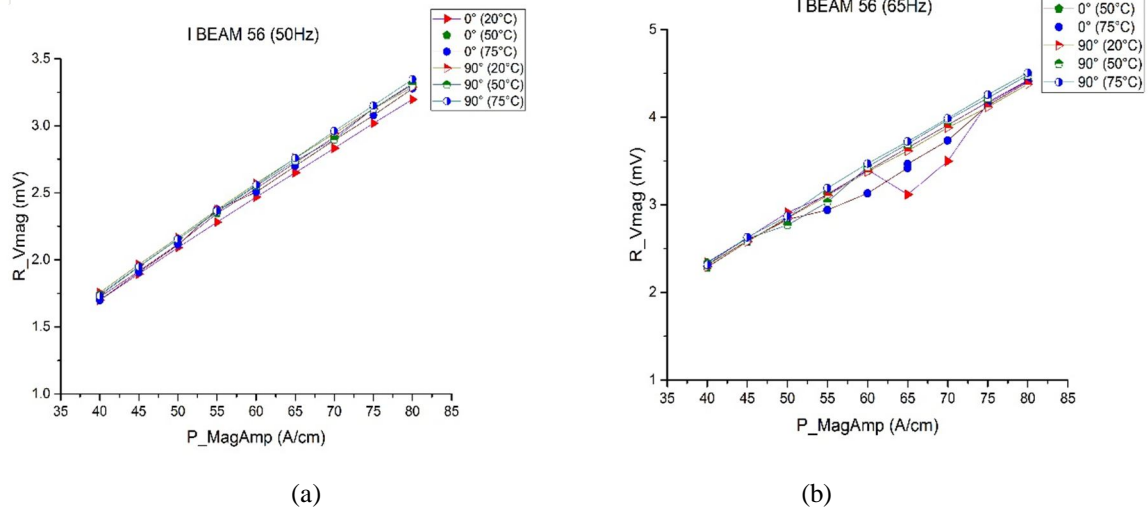 I BEAM 56 (50Hz)
0° (20°C)
0° (50°C)
0° (75°C)
90° (20°C)
90° (50°C)
90° (75°C)
3.5
3.0
2.5
2.0
1.5
1.0
R_Vmag (mV)
35 40 45 50 55 60 65 70 75 80 85
P_MagAmp (A/cm)
(a)
I BEAM 56 (65Hz)
0° (50°C)
0° (75°C)
90° (20°C)
90° (50°C)
90° (75°C)
5
4
3
2
1
R_Vmag (mV)
35 40 45 50 55 60 65 70 75 80 85
P_MagAmp (A/cm)
(b)